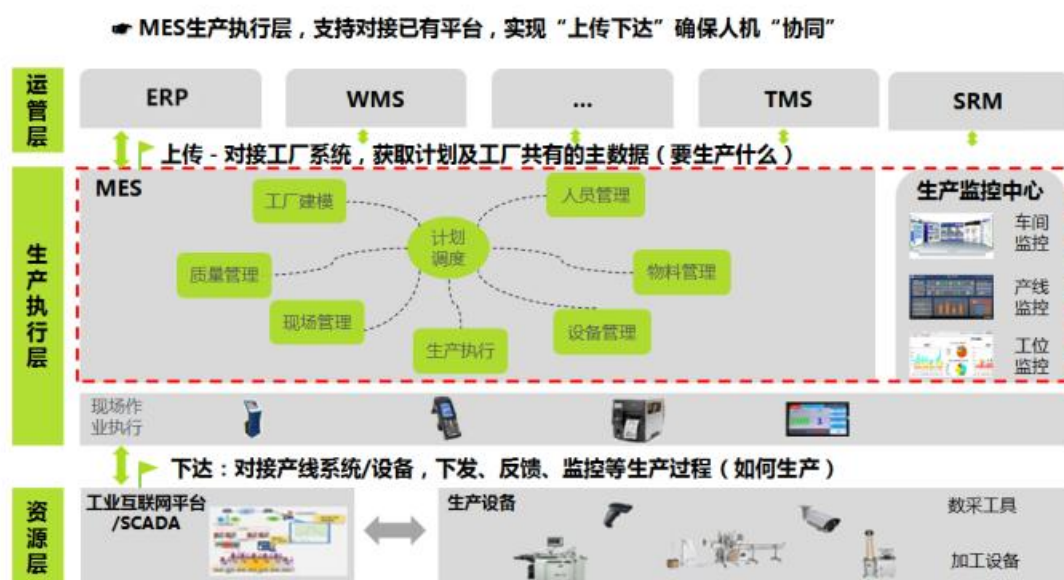 ☛ MES生产执行层，支持对接已有平台，实现“上传下达”确保人机“协同”
运管层
ERP
WMS
...
TMS
SRM
上传 - 对接工厂系统，获取计划及工厂共有的主数据（要生产什么）
生产执行层
MES
工厂建模
人员管理
计划
调度
质量管理
物料管理
现场管理
生产执行
设备管理
生产监控中心
车间
监控
产线
监控
工位
监控
现场作
业执行
下达：对接产线系统/设备，下发、反馈、监控等生产过程（如何生产）
资源层
工业互联网平台
/SCADA
生产设备
数采工具
加工设备